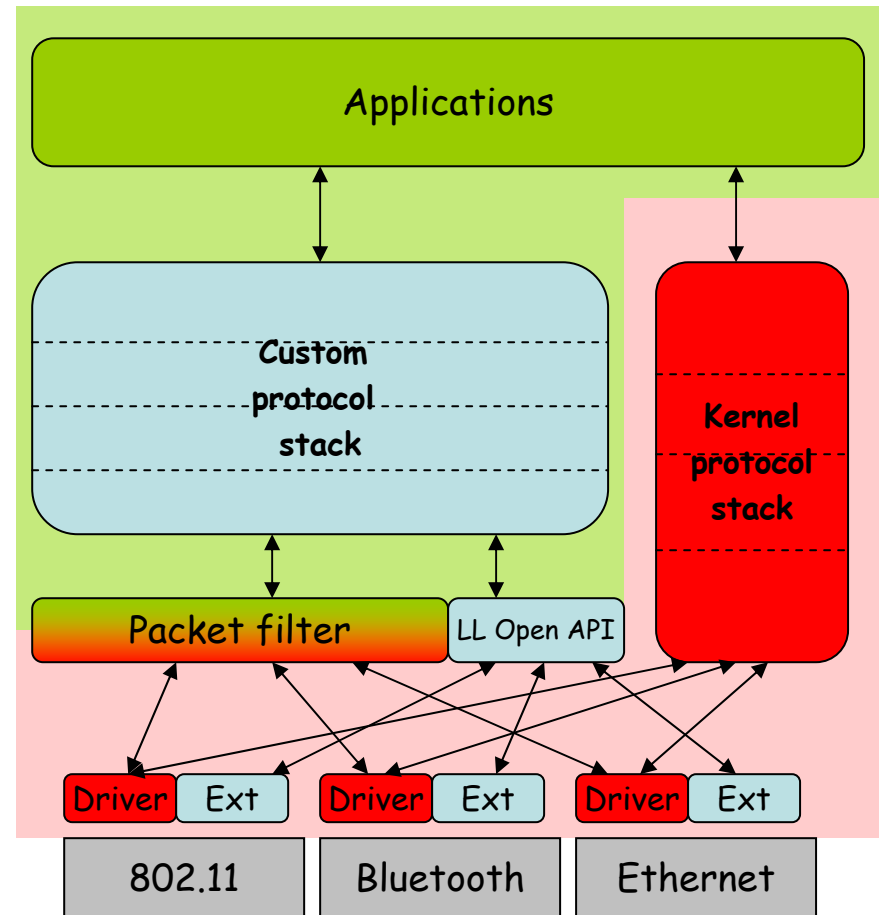 Applications
Custom
protocol
stack
Kernel
protocol
stack
Packet filter
LL Open API
Driver
Ext
Driver
Ext
Driver
Ext
802.11
Bluetooth
Ethernet